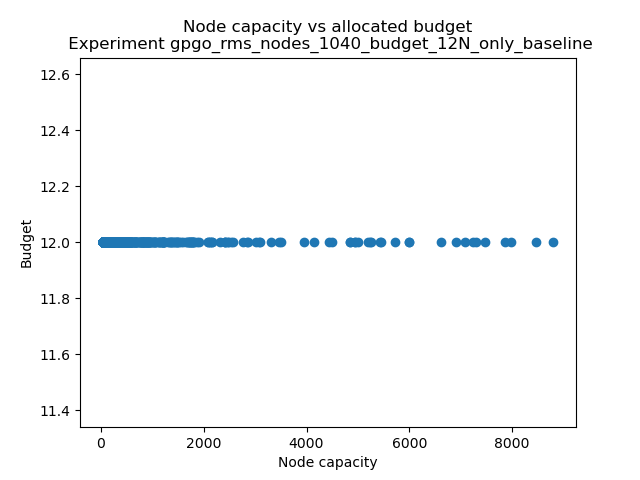 Node capacity vs allocated budget
Experiment gpgo_rms_nodes_1040_budget_12N_only_baseline
12.6
12.4
12.2
12.0
11.8
11.6
11.4
Budget
0 2000 4000 6000 8000
Node capacity